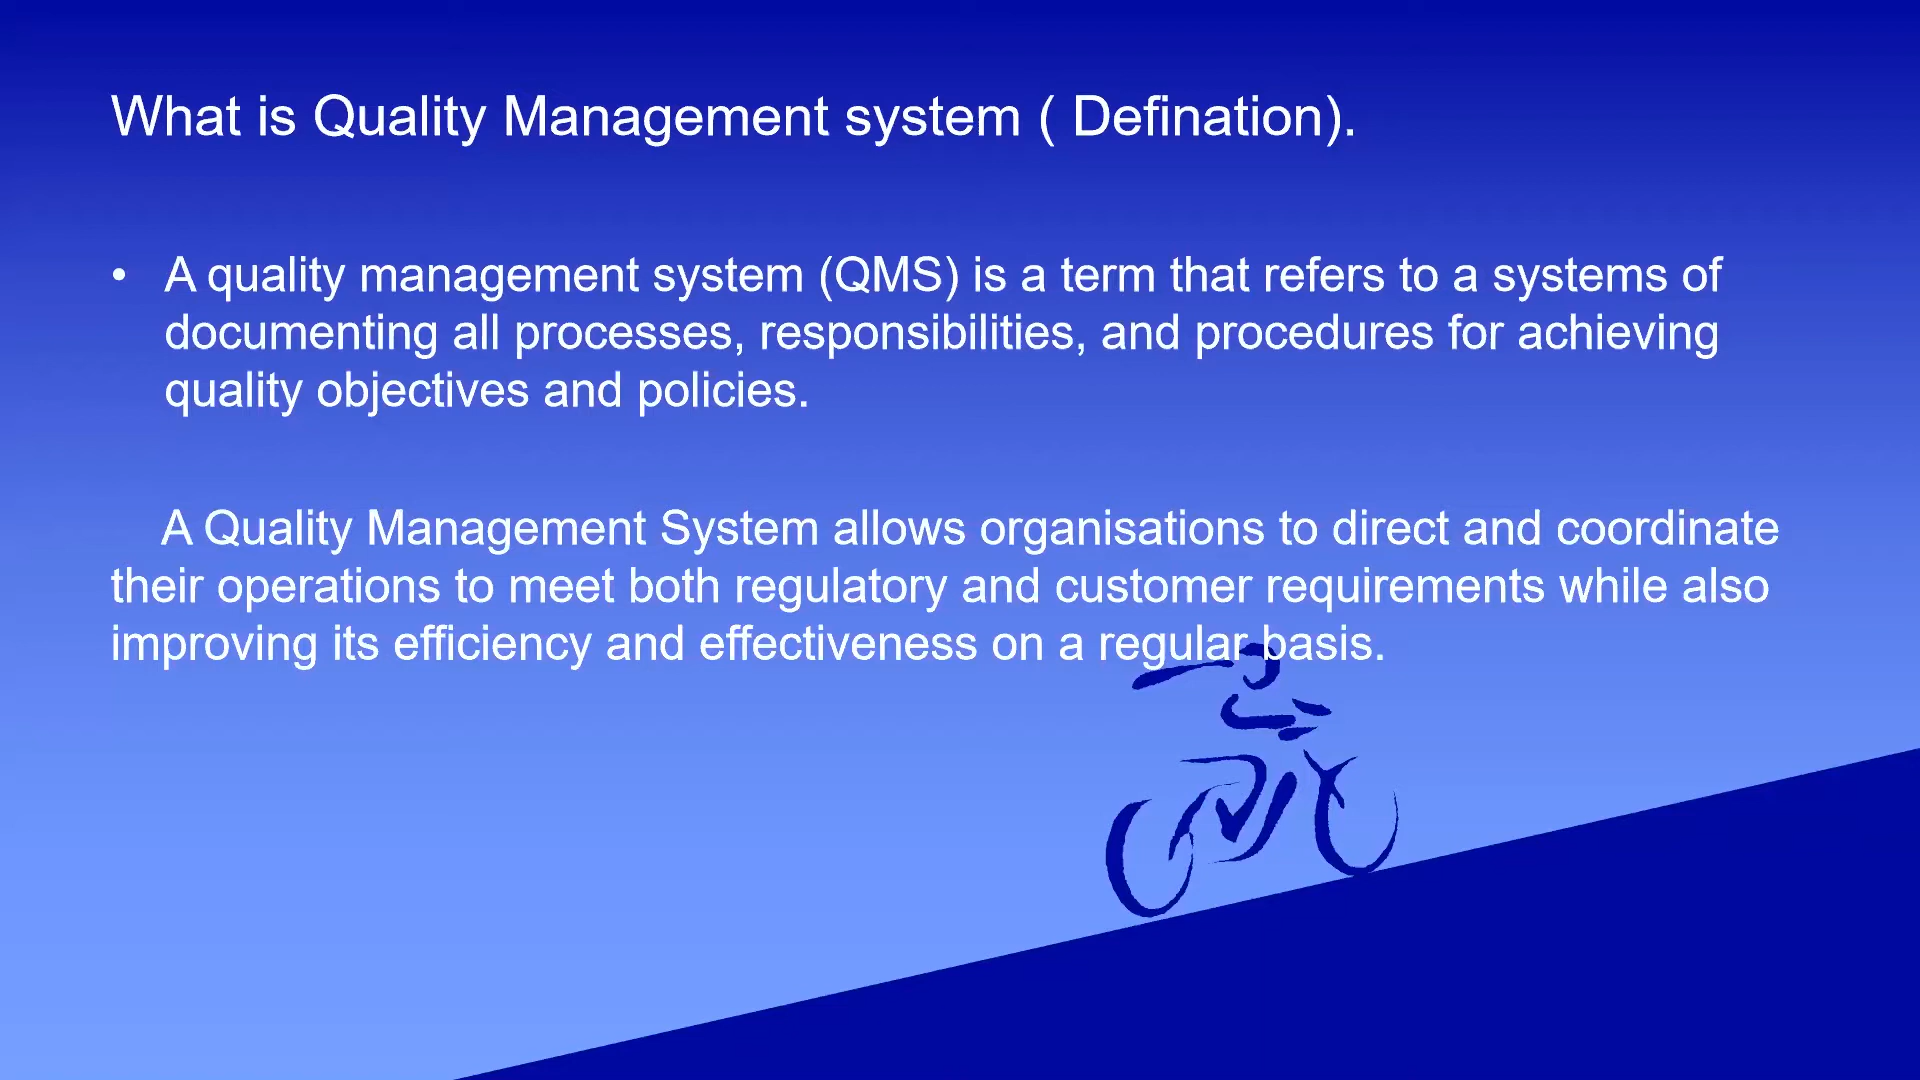 What is Quality Management system ( Defination).
• A quality management system (QMS) is a term that refers to a systems of
documenting all processes, responsibilities, and procedures for achieving
quality objectives and policies.
A Quality Management System allows organisations to direct and coordinate
their operations to meet both regulatory and customer requirements while also
improving its efficiency and effectiveness on a regular basis.